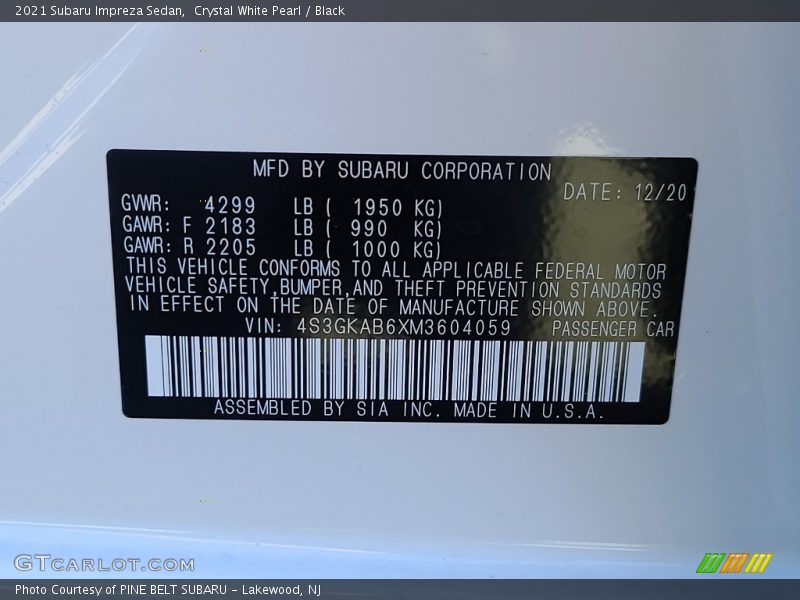 2021 Subaru Impreza Sedan,  Crystal White Pearl / Black
MFD BY SUBARU CORPORATION
DATE: 12/20
GVWR: 4299 LB ( 1950 KG)
GAWR: F 2183 LB ( 990 KG)
GAWR: R 2205 LB ( 1000 KG)
THIS VEHICLE CONFORMS TO ALL APPLICABLE FEDERAL MOTOR
VEHICLE SAFETY,BUMPER,AND THEFT PREVENTION STANDARDS
IN EFFECT ON THE DATE OF MANUFACTURE SHOWN ABOVE.
VIN: 4S3GKAB6XM3604059 PASSENGER CAR
ASSEMBLED BY SIA INC. MADE IN U.S.A.
GTCARLOT.COM
Photo Courtesy of PINE BELT SUBARU - Lakewood, NJ